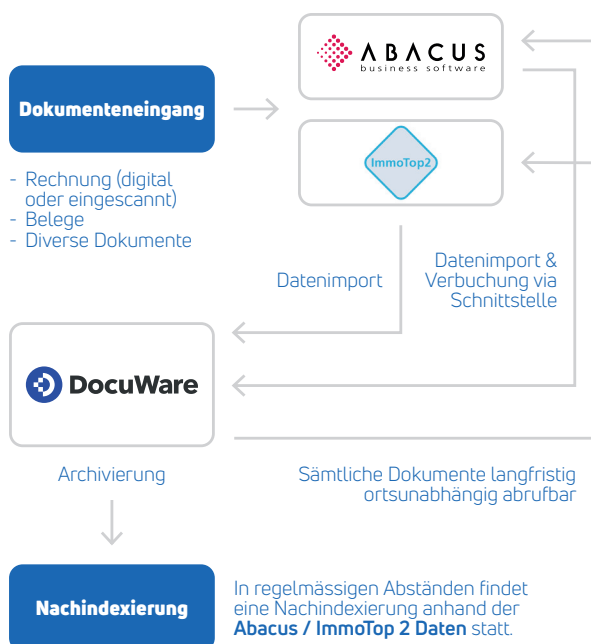 ABACUS
business software
Dokumenteneingang
ImmoTop2
- Rechnung (digital
oder eingescannt)
- Belege
- Diverse Dokumente
Datenimport
Datenimport &
Verbuchung via
Schnittstelle
DocuWare
Archivierung
Sämtliche Dokumente langfristig
ortsunabhängig abrufbar
Nachindexierung
In regelmässigen Abständen findet
eine Nachindexierung anhand der
Abacus / ImmoTop 2 Daten statt.